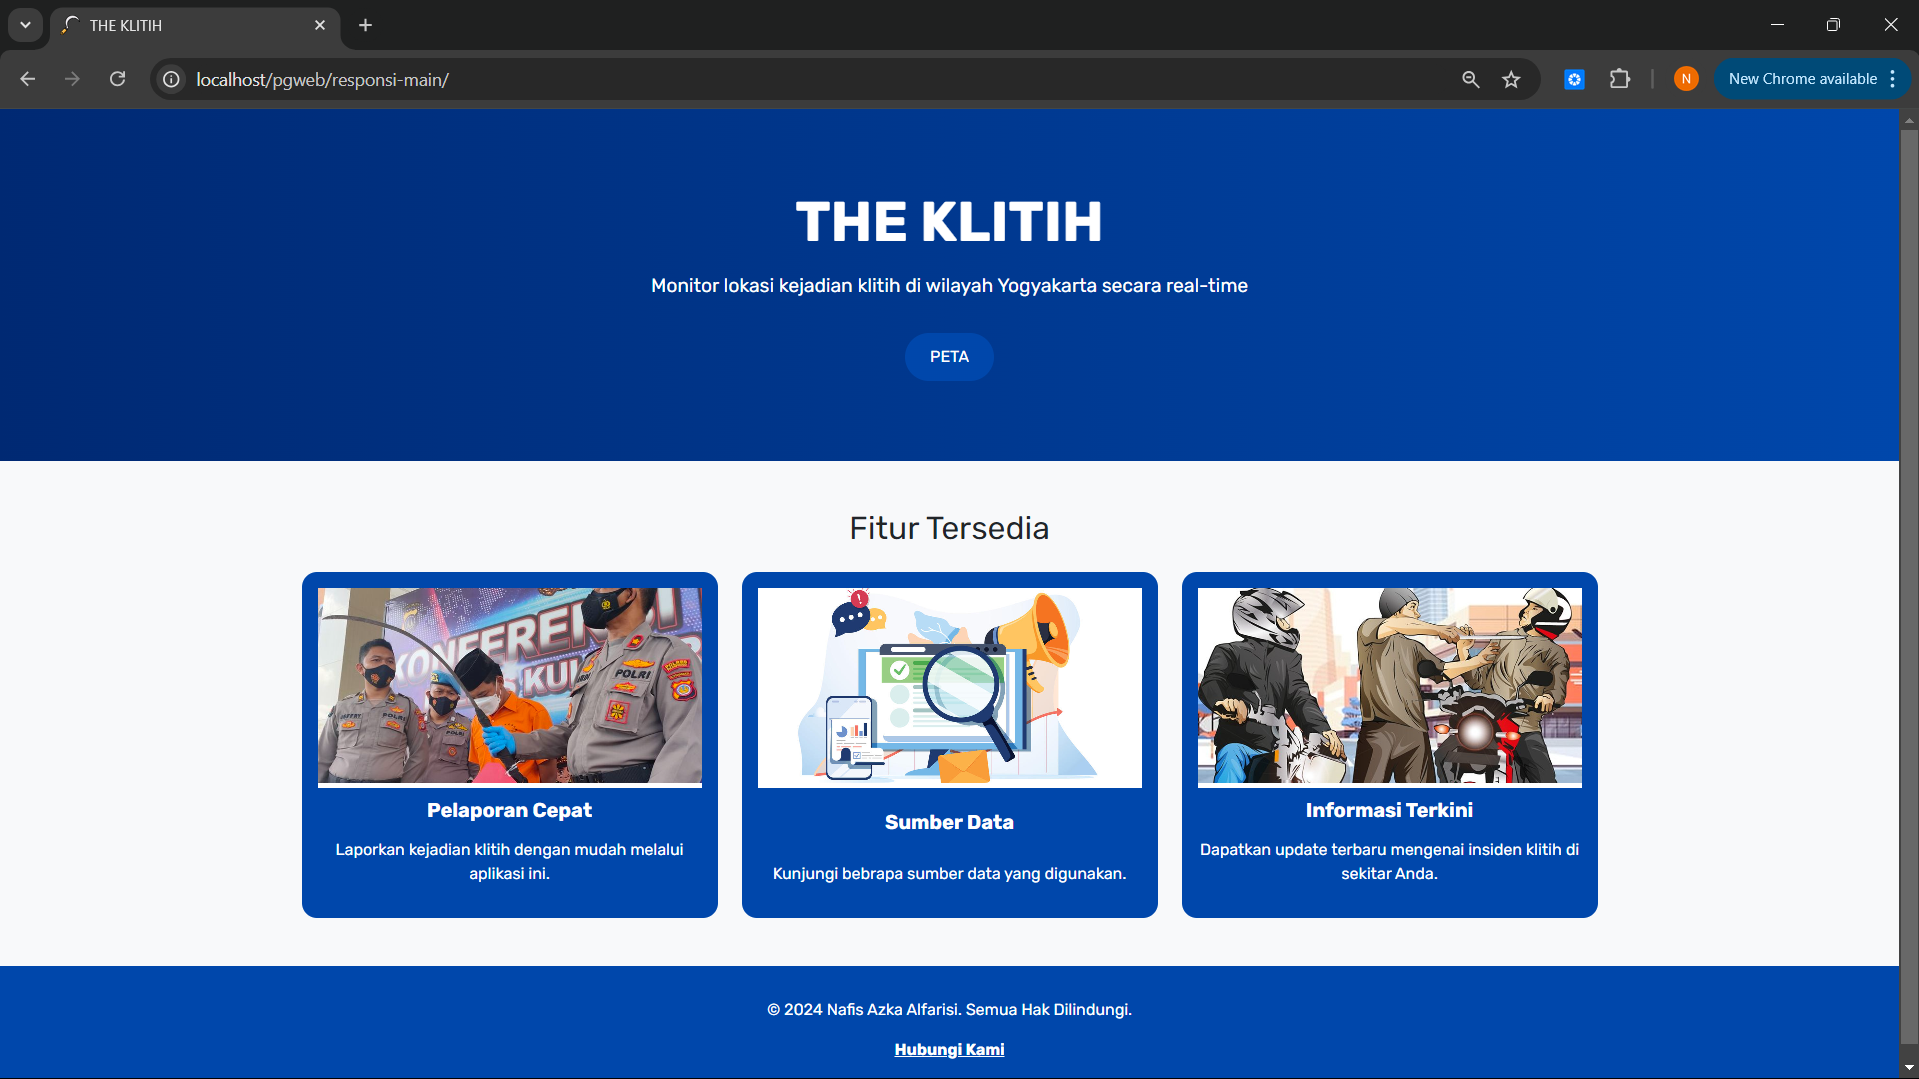 THE KLITIH
localhost/pgweb/responsi-main/
N
New Chrome available
THE KLITIH
Monitor lokasi kejadian klitih di wilayah Yogyakarta secara real-time
PETA
Fitur Tersedia
POLRI
POLRI
POLRI
Pelaporan Cepat
Laporkan kejadian klitih dengan mudah melalui
aplikasi ini.
Sumber Data
Kunjungi bebrapa sumber data yang digunakan.
Informasi Terkini
Dapatkan update terbaru mengenai insiden klitih di
sekitar Anda.
© 2024 Nafis Azka Alfarisi. Semua Hak Dilindungi.
Hubungi Kami